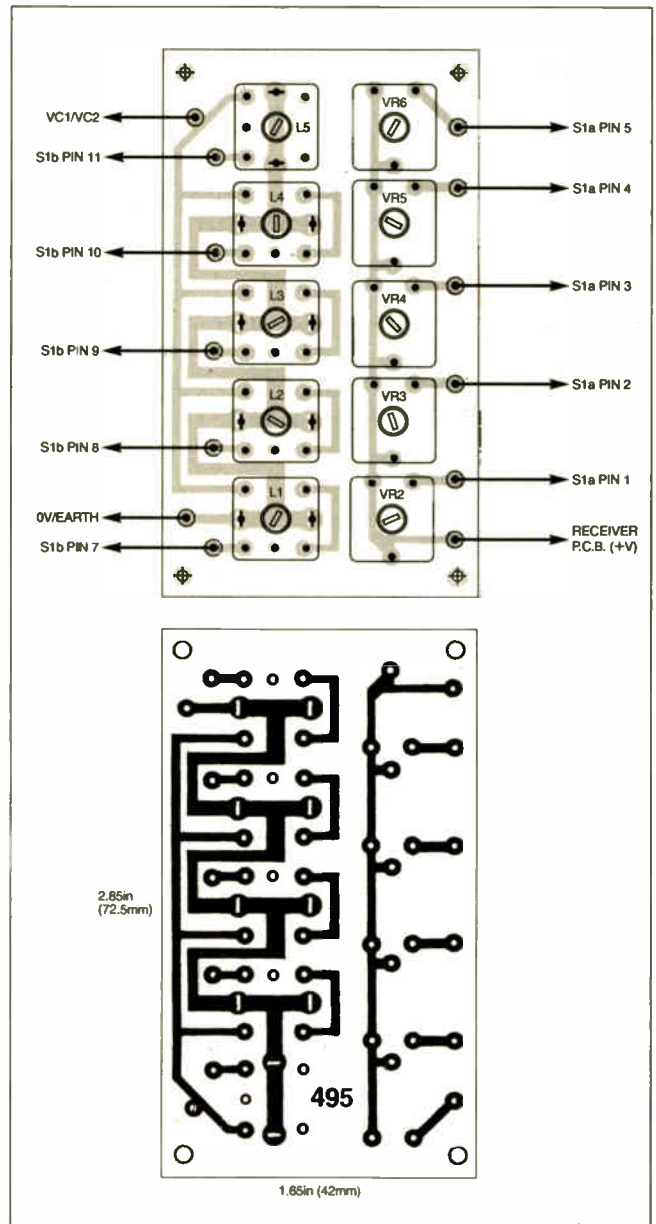 VC1/VC2
S1b PIN 11
S1b PIN 10
S1b PIN 9
S1b PIN 8
0V/EARTH
S1b PIN 7
L5
L4
L3
L2
L1
VR6
VR5
VR4
VR3
VR2
S1a PIN 5
S1a PIN 4
S1a PIN 3
S1a PIN 2
S1a PIN 1
RECEIVER
P.C.B. (+V)
2.85in
(72.5mm)
495
1.65in (42mm)